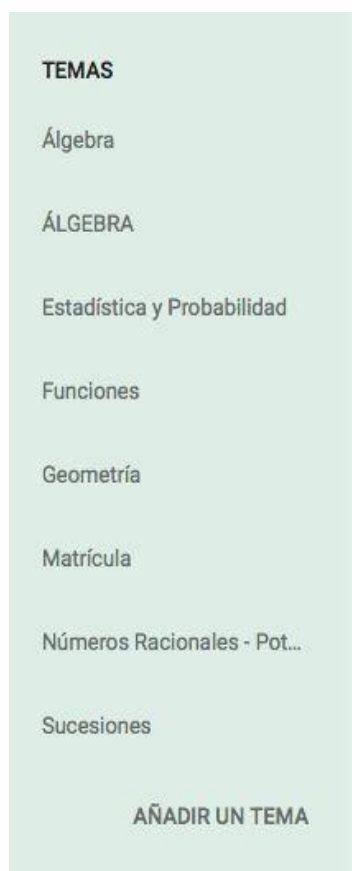 TEMAS
Álgebra
ÁLGEBRA
Estadística y Probabilidad
Funciones
Geometría
Matrícula
Números Racionales - Pot...
Sucesiones
AÑADIR UN TEMA